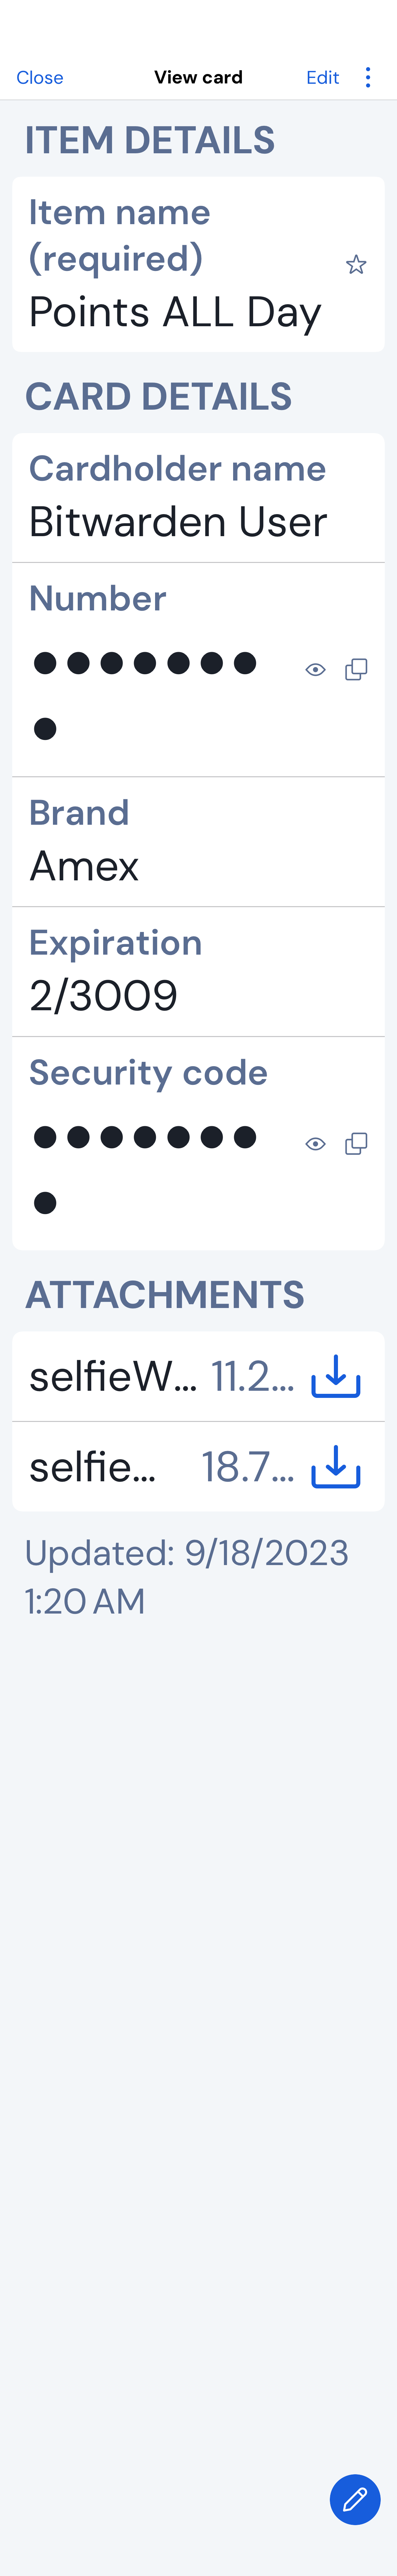 Close
View card
Edit
ITEM DETAILS
Item name
(required)
Points ALL Day
CARD DETAILS
Cardholder name
Bitwarden User
Number
●●●●●●●
●
Brand
Amex
Expiration
2/3009
Security code
●●●●●●●
●
ATTACHMENTS
selfieW... 11.2...
selfie... 18.7...
Updated: 9/18/2023
1:20 AM